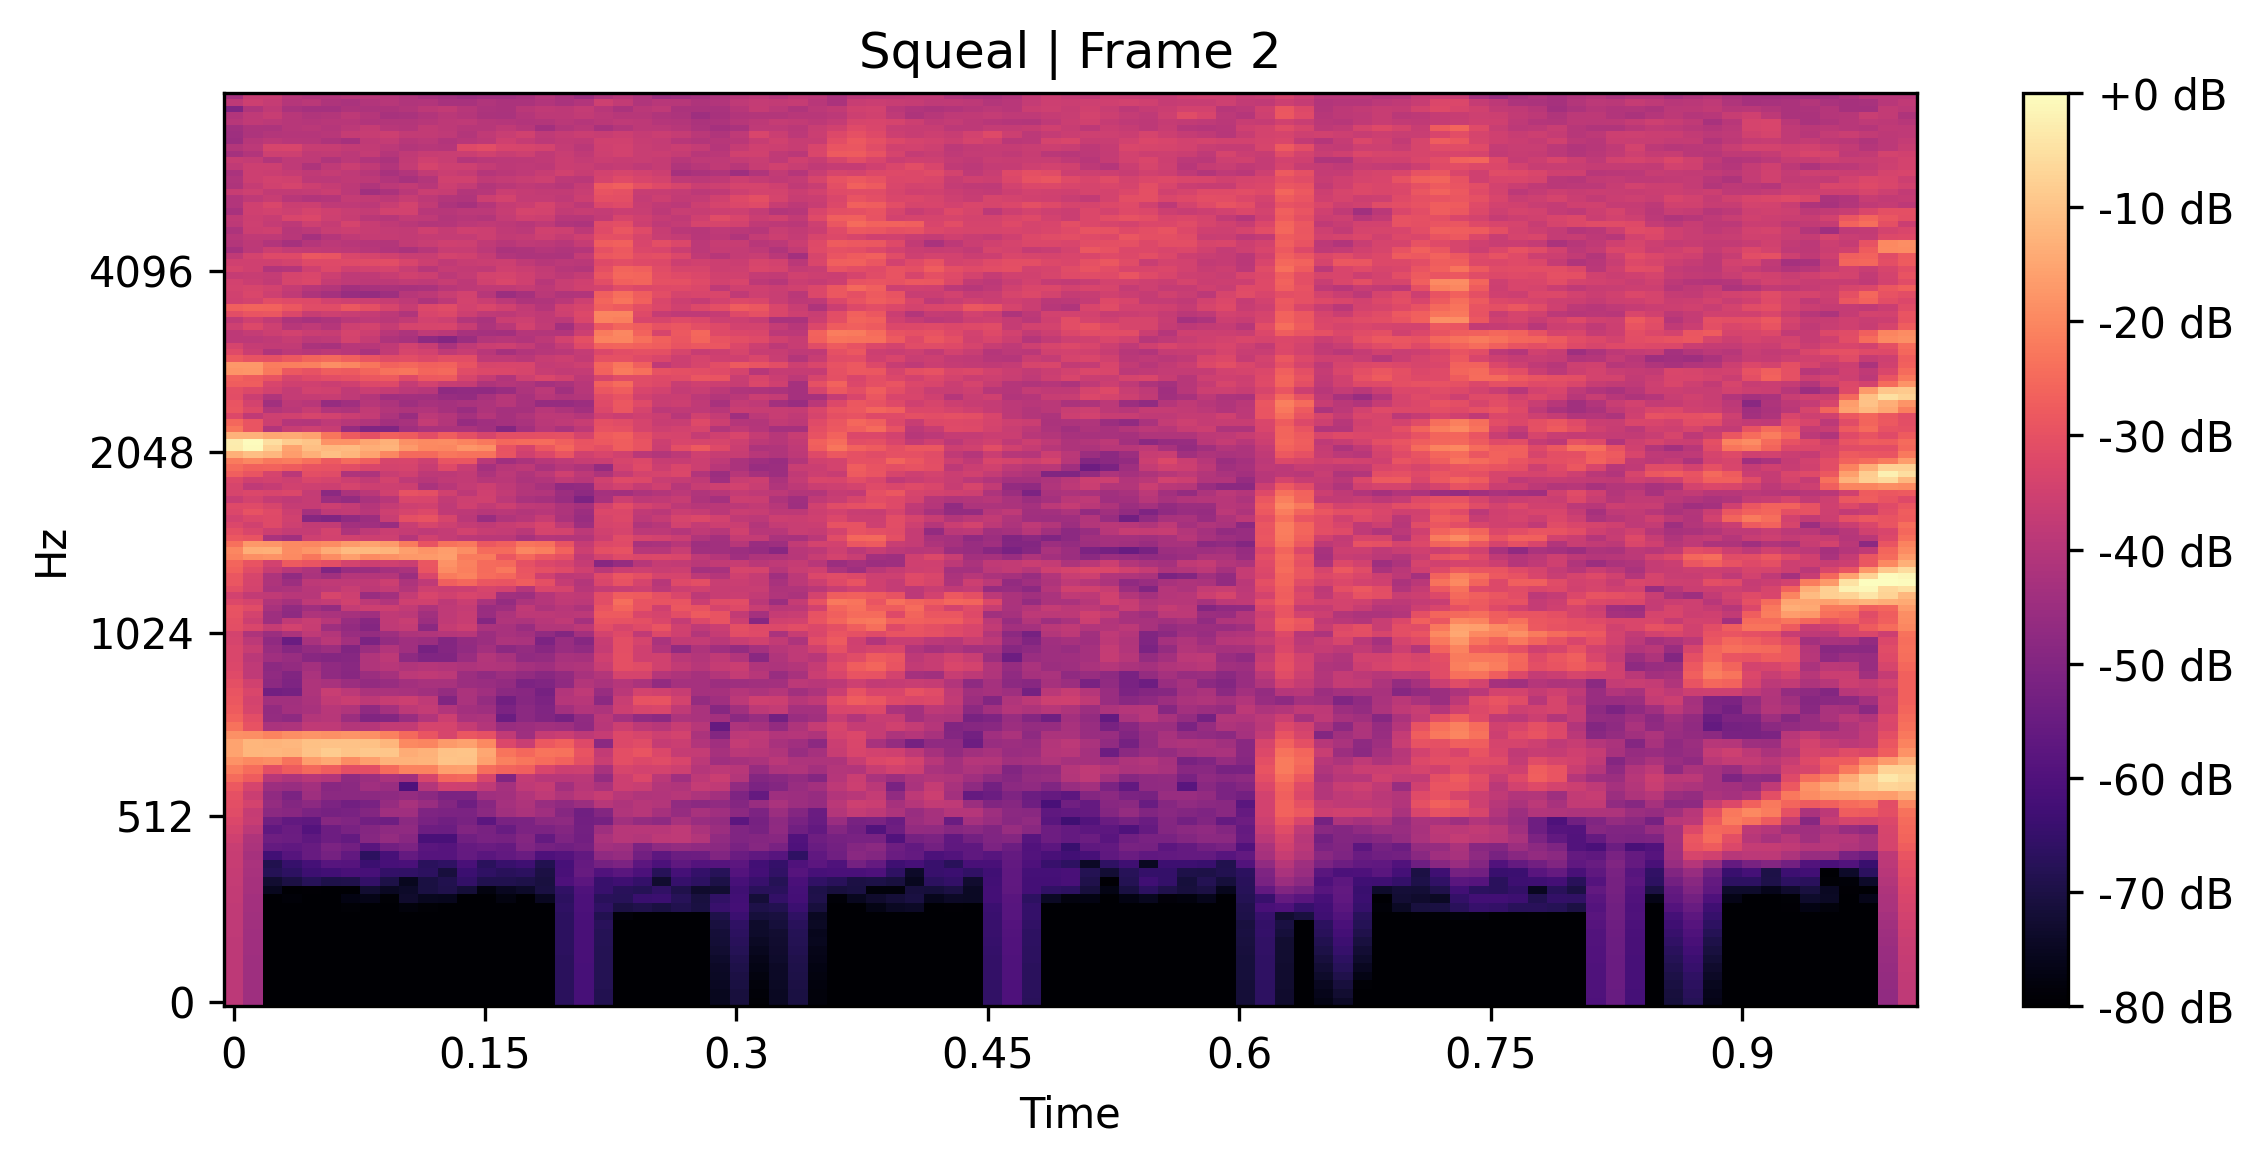 Squeal | Frame 2
Hz
4096
2048
1024
512
0
0 0.15 0.3 0.45 0.6 0.75 0.9
Time
+0 dB
-10 dB
-20 dB
-30 dB
-40 dB
-50 dB
-60 dB
-70 dB
-80 dB